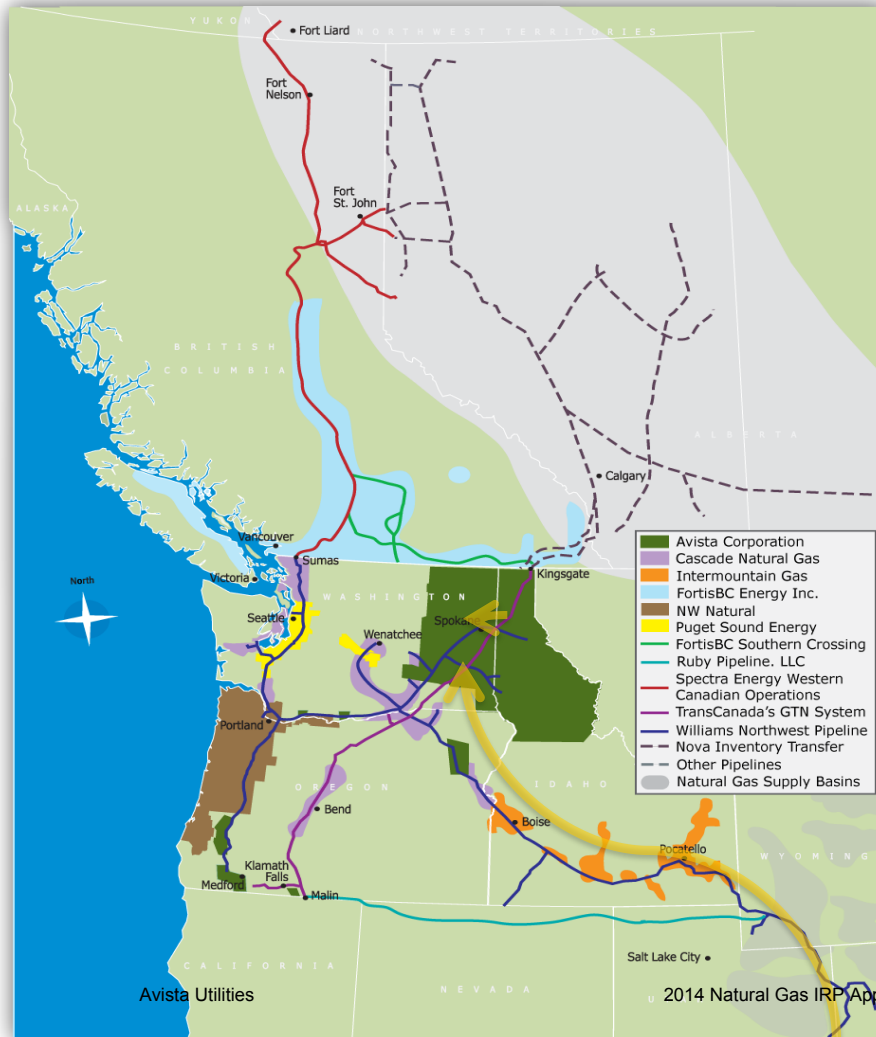 YUKON
Fort Liard
NORTHWEST TERRITORIES
Fort
Nelson
Fort
St. John
ALASKA
BRITISH
COLUMBIA
ALBERTA
Calgary
Vancouver
Sumas
Kingsgate
Victoria
North
WASHINGTON
Seattle
Spokane
Wenatchee
Portland
OREGON
IDAHO
Bend
Boise
Pocatello
WYOMING
Klamath
Falls
Medford
Malin
Salt Lake City
CALIFORNIA
NEVADA
U
Avista Corporation
Cascade Natural Gas
Intermountain Gas
FortisBC Energy Inc.
NW Natural
Puget Sound Energy
FortisBC Southern Crossing
Ruby Pipeline. LLC
Spectra Energy Western
Canadian Operations
TransCanada's GTN System
Williams Northwest Pipeline
Nova Inventory Transfer
Other Pipelines
Natural Gas Supply Basins
Avista Utilities
2014 Natural Gas IRP App